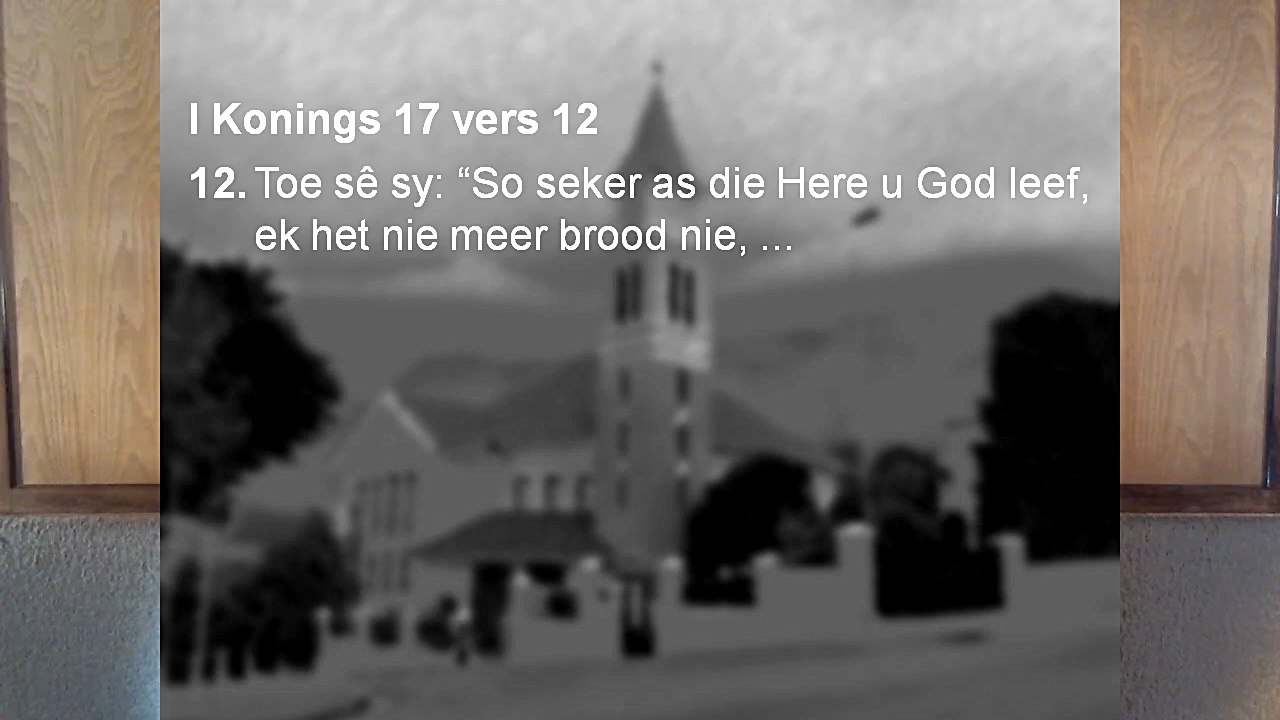 I Konings 17 vers 12
12. Toe sê sy: “So seker as die Here u God leef,
ek het nie meer brood nie, ...